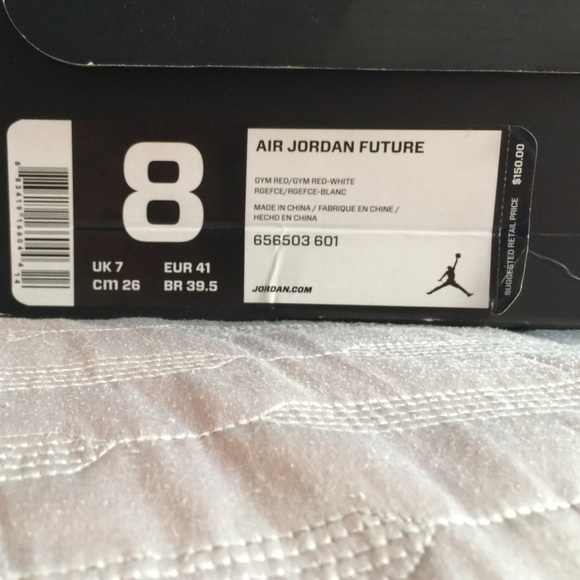 8
UK 7 EUR 41
cm 26 BR 39.5
AIR JORDAN FUTURE
GYM RED/GYM RED-WHITE
RGEFCE/RGEFCE-BLANC
MADE IN CHINA / FABRIQUE EN CHINE /
HECHO EN CHINA
656503 601
JORDAN.COM
SUGGESTED RETAIL PRICE $150.00